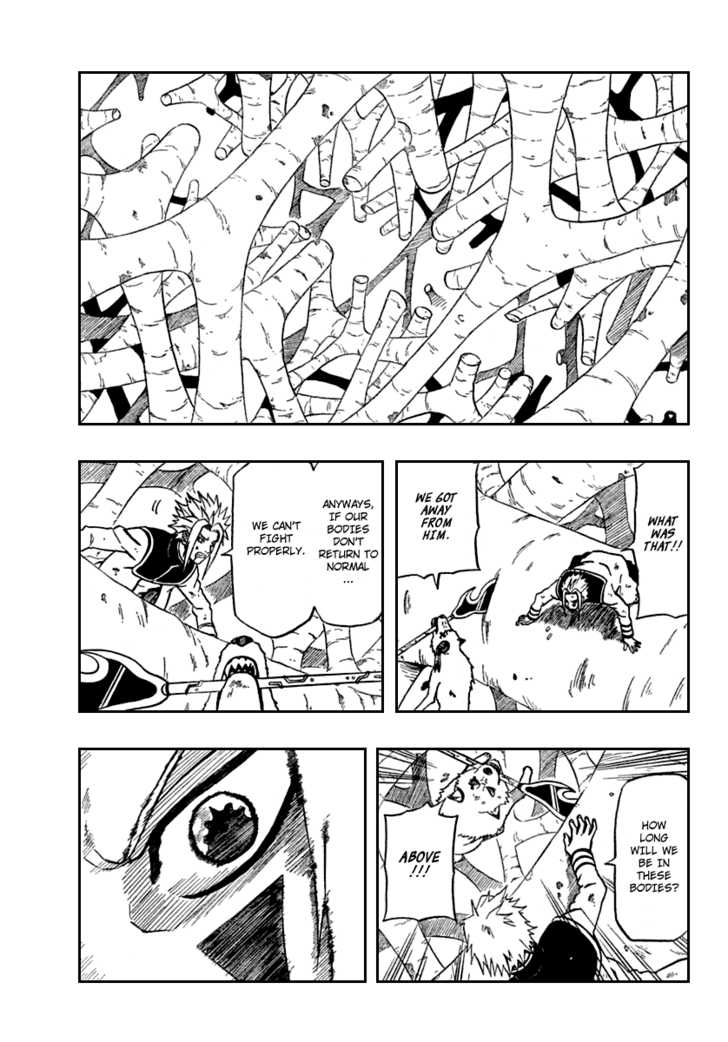 WHAT
WAS
THAT!!
WE GOT
AWAY
FROM
HIM.
ANYWAYS,
IF OUR
BODIES
DON'T
RETURN TO
NORMAL
...
WE CAN'T
FIGHT
PROPERLY.
HOW
LONG
WILL WE
BE IN
THESE
BODIES?
ABOVE
!!!